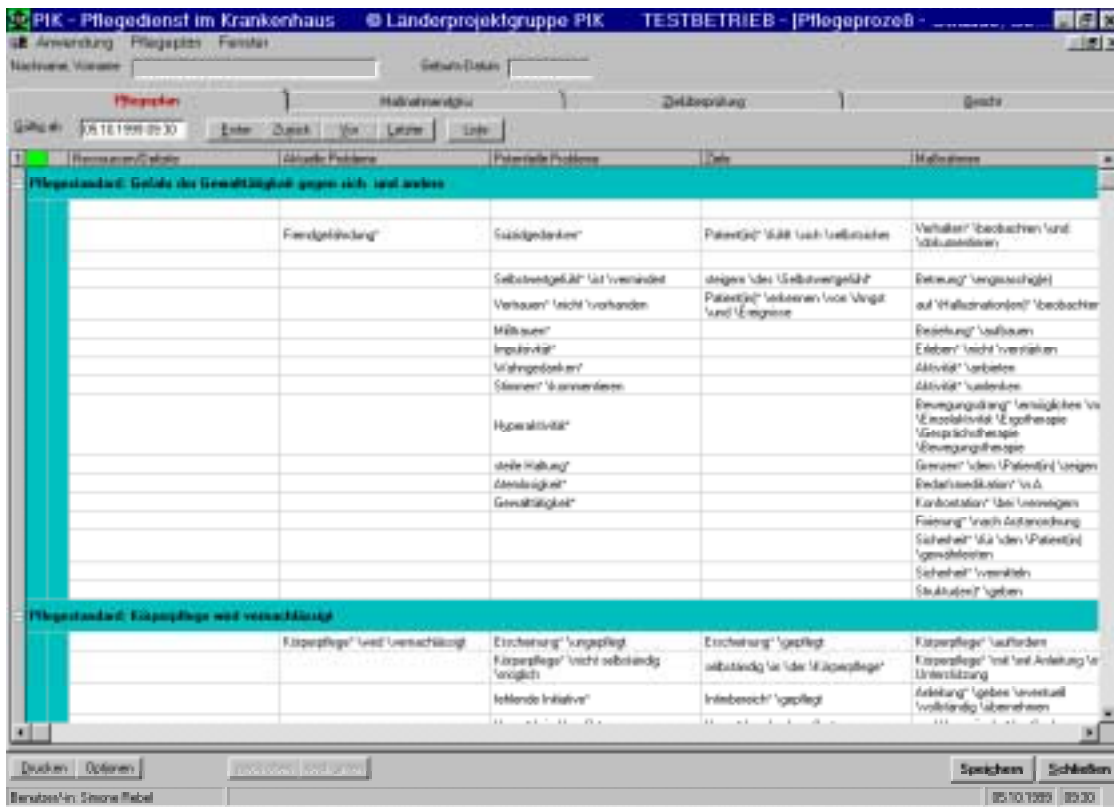 PIK - Pflegedienst im Krankenhaus © Länderprojektgruppe PIK TESTBETRIEB - [Pflegeprozeß -
Anwendung Pflegeplan Fenster
Nachname, Vorname Geburts-Datum
Pflegeplan Zielüberprüfung Bericht
Gültig ab 05.10.1999 09:30 Erster Zurück Vor Letzter Liste
Ressourcen/Defizite Aktuelle Probleme Potentielle Probleme Ziele Maßnahmen
Pflegestandard: Gefahr der Gewalttätigkeit gegen sich und andere
Fremdgefährdung* Suizidgedanken* Patient(in)* \fühlt \sich \selbstsicher Verhalten* \beobachten \und
\dokumentieren
Selbstwertgefühl* \ist \vermindert steigern \des \Selbstwertgefühl* Betreuung* \engmaschig(e)
Vertrauen* \nicht \vorhanden Patient(in)* \erkennen \von \Angst
\und \Ereignisse auf \Halluzination(en)* \beobachten
Mißtrauen* Beziehung* \aufbauen
Impulsivität* Erleben* \nicht \verstärken
Wahngedanken* Aktivität* \anbieten
Stimmen* \kommentieren Aktivität* \umlenken
Hyperaktivität* Bewegungsdrang* \ermöglichen
\Einzelaktivität \Ergotherapie
\Gesprächstherapie
\Bewegungstherapie
steife Haltung* Grenzen* \dem \Patient(in) \zeigen
Atemlosigkeit* Bedarfsmedikation* \n.A.
Gewalttätigkeit* Konfrontation* \bei \verweigern
Fixierung* \nach Arztanordnung
Sicherheit* \für \den \Patient(in)
\gewährleisten
Sicherheit* \vermitteln
Struktur(en)* \geben
Pflegestandard: Körperpflege wird vernachlässigt
Körperpflege* \wird \vernachlässigt Erscheinung* \ungepflegt Erscheinung* \gepflegt Körperpflege* \auffordern
Körperpflege* \nicht selbständig
\möglich selbständig \in \der \Körperpflege* Körperpflege* \mit \mit Anleitung
Unterstützung
fehlende Initiative* Intimbereich* \gepflegt Anleitung* \geben \eventuell
\vollständig \übernehmen
Drucken Optionen Speichern Schließen
Benutzer/-in: Simone 05.10.1999 09:30